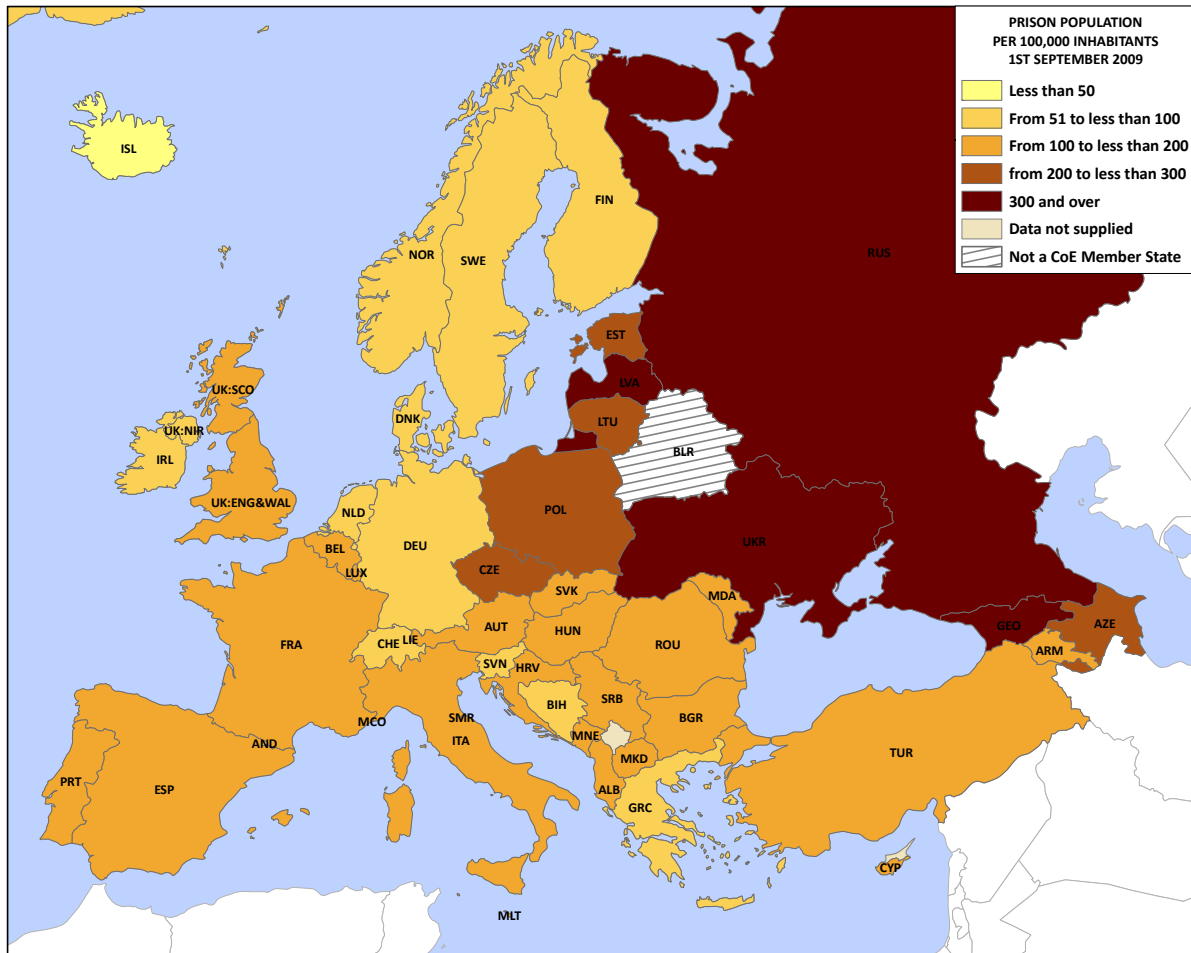 PRISON POPULATION
PER 100,000 INHABITANTS
1ST SEPTEMBER 2009
Less than 50
From 51 to less than 100
From 100 to less than 200
from 200 to less than 300
300 and over
Data not supplied
Not a CoE Member State
ISL
FIN
NOR
SWE
RUS
EST
LVA
UK:SCO
DNK
LTU
UK:NIR
BLR
IRL
UK:ENG&WAL
NLD
POL
DEU
UKR
BEL
LUX
CZE
SVK
MDA
AUT
HUN
GEO
AZE
FRA
CHE
LIE
ROU
ARM
SVN
HRV
BIH
SRB
MCO
SMR
BGR
ITA
MNE
AND
MKD
TUR
PRT
ESP
ALB
GRC
CYP
MLT